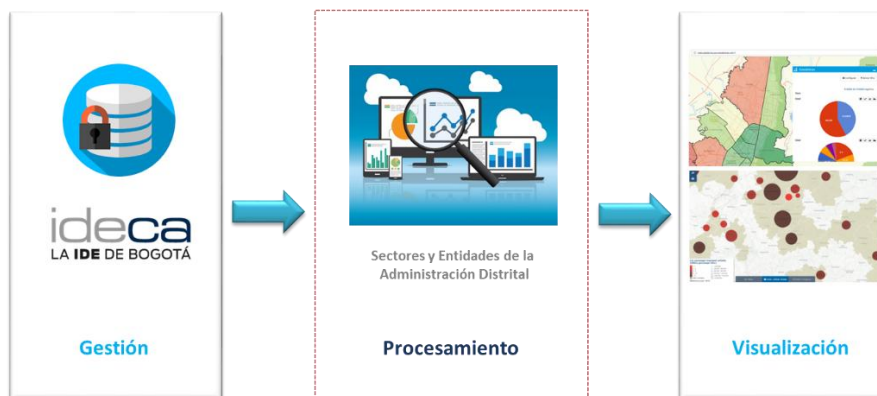 ideca
LA IDE DE BOGOTÁ
Gestión
Sectores y Entidades de la
Administración Distrital
Procesamiento
Visualización